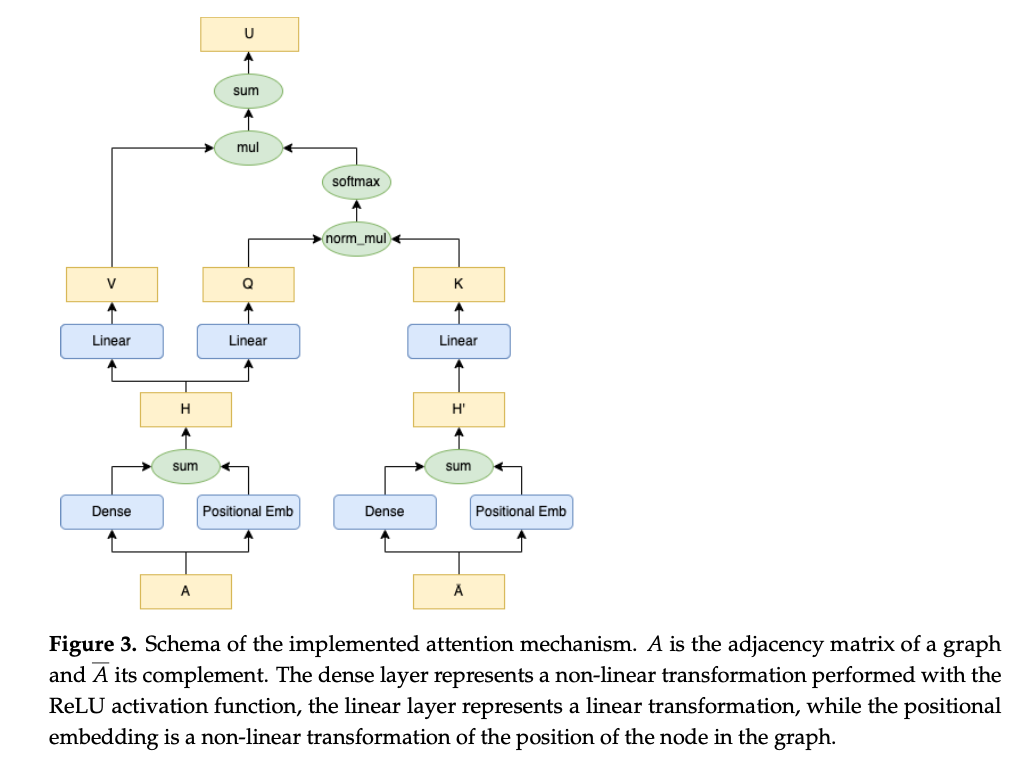 U
sum
mul
softmax
norm_mul
V
Q
K
Linear
Linear
Linear
H
H'
sum
sum
Dense
Positional Emb
Dense
Positional Emb
A
Ā
Figure 3. Schema of the implemented attention mechanism. A is the adjacency matrix of a graph
and A̅ its complement. The dense layer represents a non-linear transformation performed with the
ReLU activation function, the linear layer represents a linear transformation, while the positional
embedding is a non-linear transformation of the position of the node in the graph.